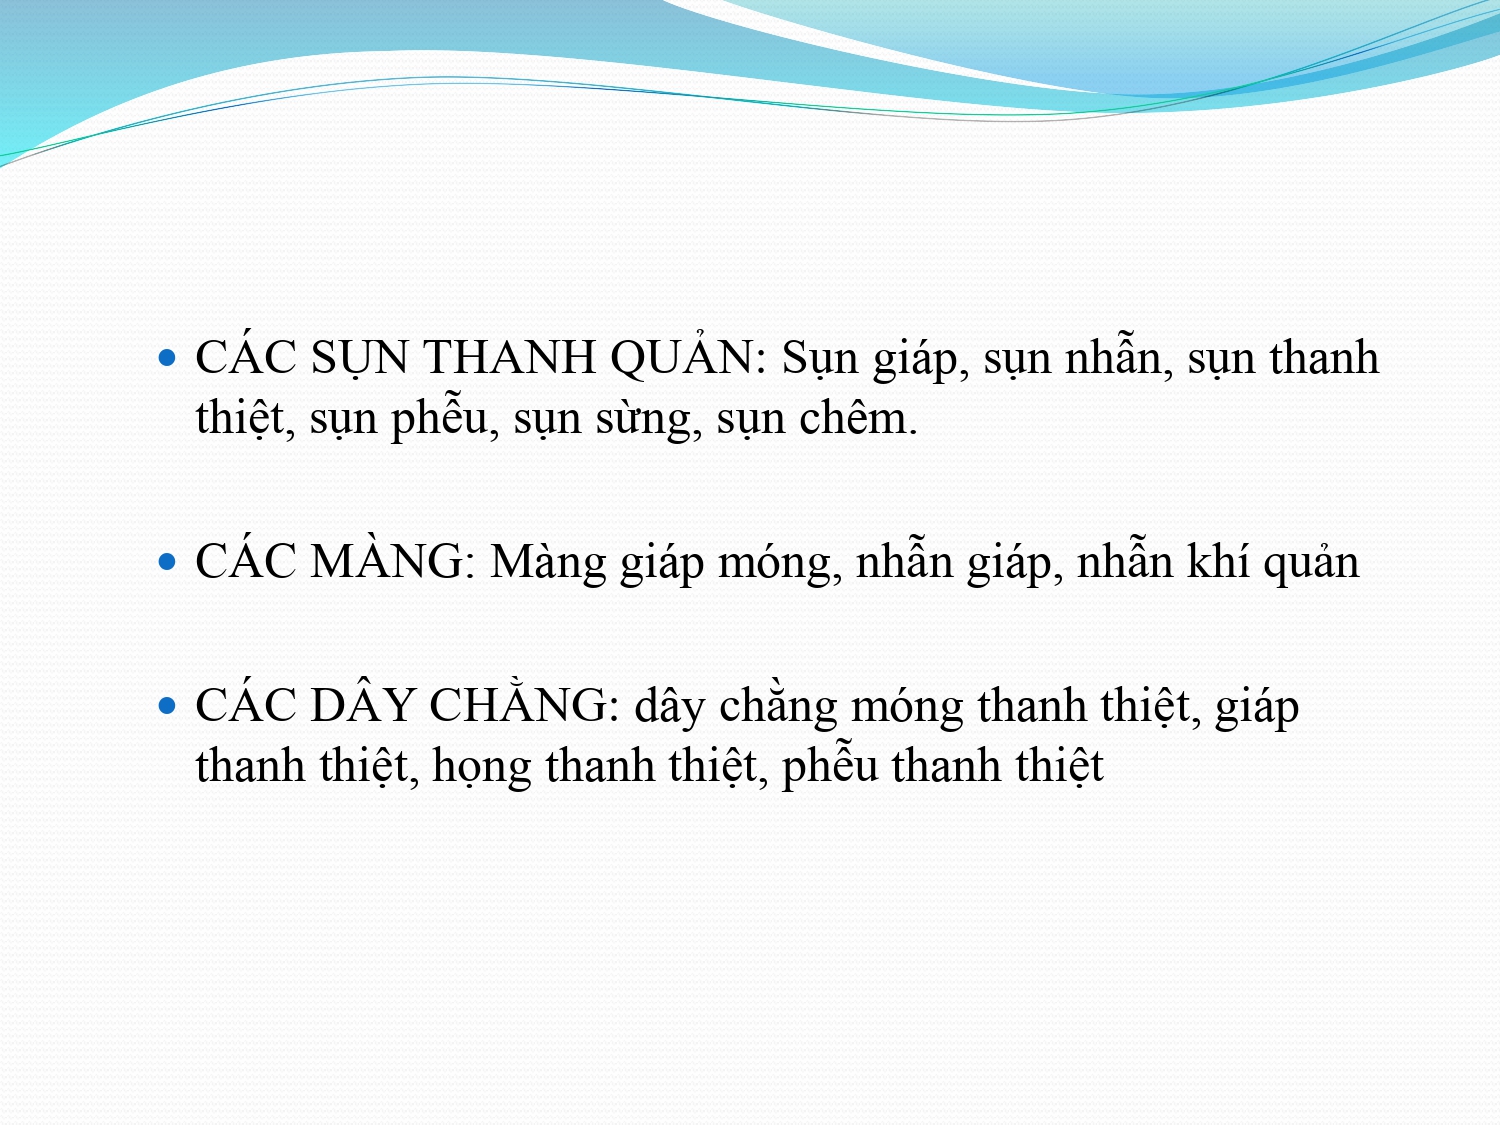 • CÁC SỤN THANH QUẢN: Sụn giáp, sụn nhẫn, sụn thanh
thiệt, sụn phễu, sụn sừng, sụn chêm.
• CÁC MÀNG: Màng giáp móng, nhẫn giáp, nhẫn khí quản
• CÁC DÂY CHẰNG: dây chằng móng thanh thiệt, giáp
thanh thiệt, họng thanh thiệt, phễu thanh thiệt